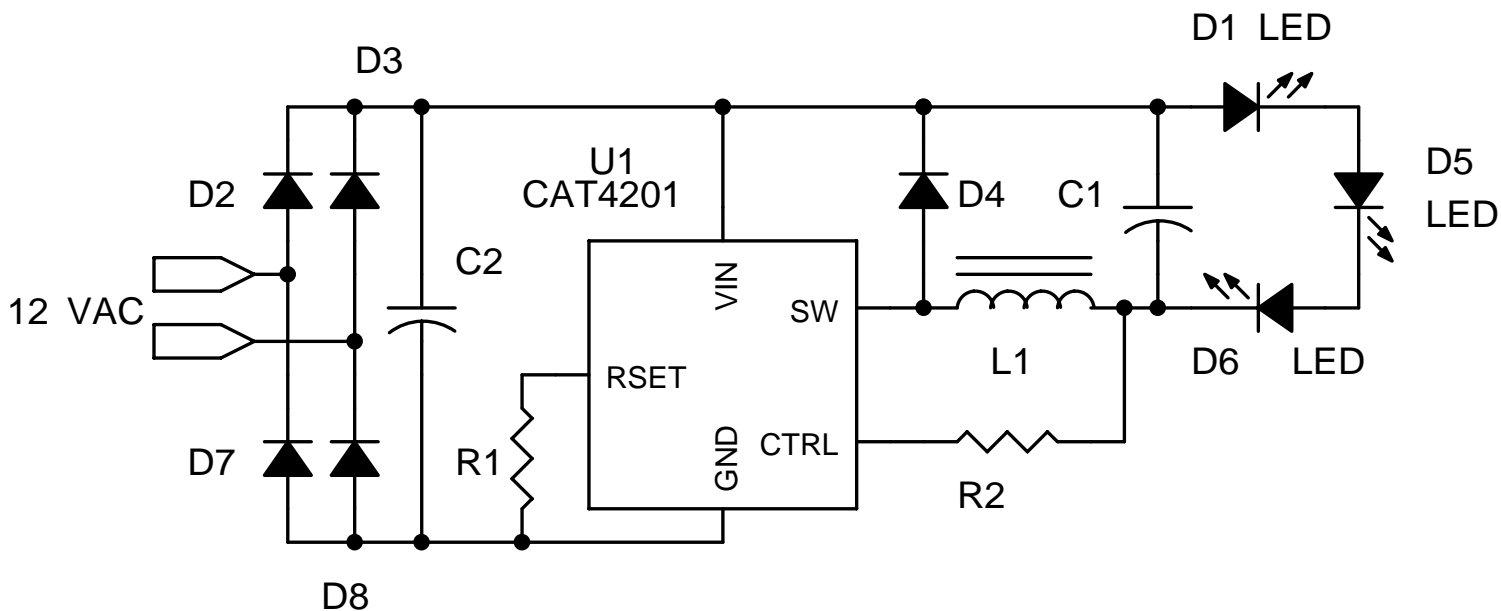 D1 LED
D3
U1
CAT4201
D2
D4
C1
D5
LED
C2
VIN
12 VAC
SW
L1
D6
LED
RSET
R1
GND
CTRL
D7
R2
D8